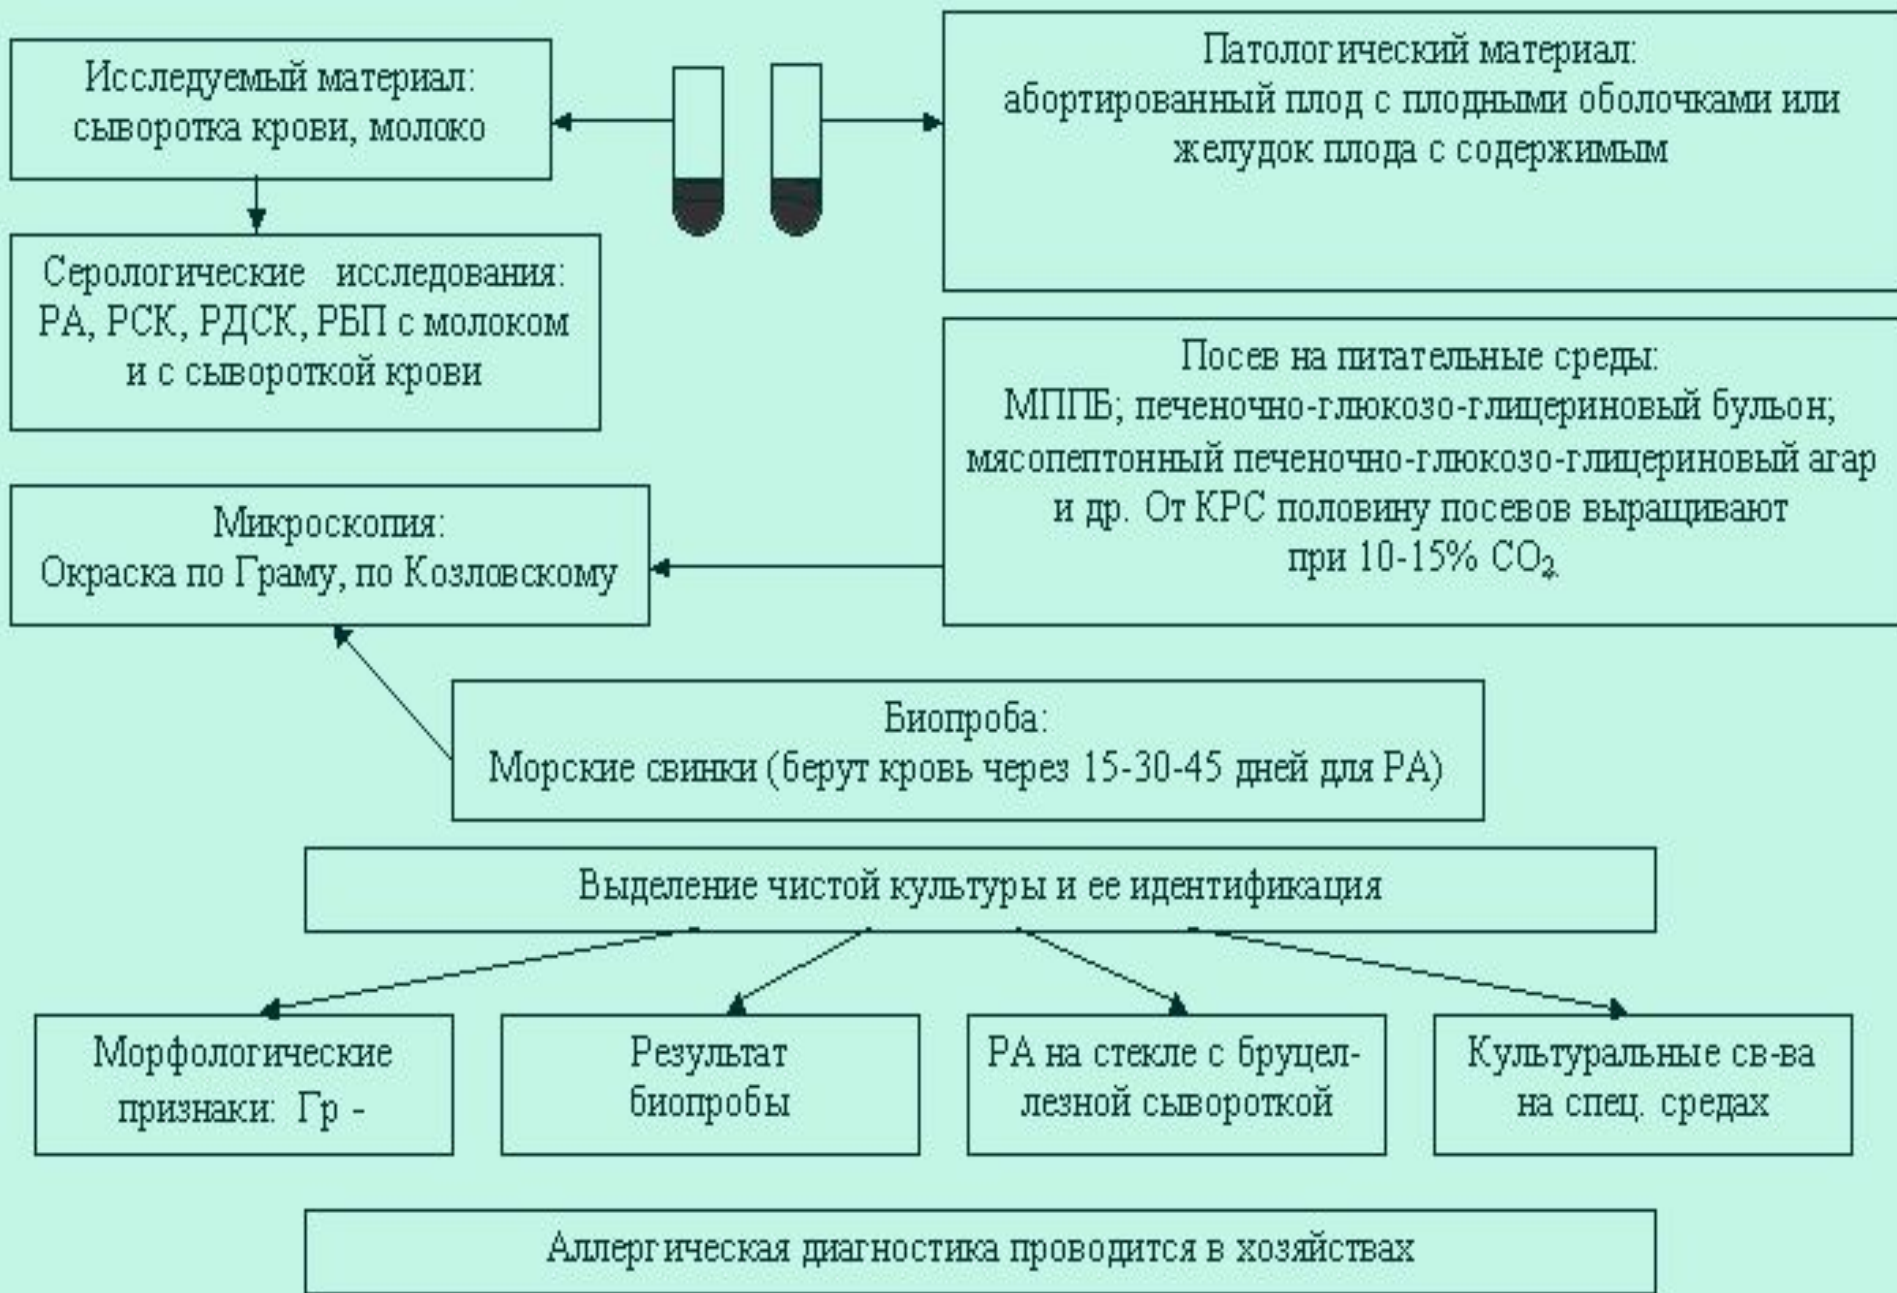 Исследуемый материал:
сыворотка крови, молоко
Патологический материал:
абортированный плод с плодными оболочками или
желудок плода с содержимым
Серологические исследования:
РА, РСК, РДСК, РБП с молоком
и с сывороткой крови
Посев на питательные среды:
МППБ; печеночно-глюкозо-глицериновый бульон;
мясопептонный печеночно-глюкозо-глицериновый агар
и др. От КРС половину посевов выращивают
при 10-15% CO₂
Микроскопия:
Окраска по Граму, по Козловскому
Биопроба:
Морские свинки (берут кровь через 15-30-45 дней для РА)
Выделение чистой культуры и ее идентификация
Морфологические
признаки: Гр -
Результат
биопробы
РА на стекле с бруцел-
лезной сывороткой
Культуральные св-ва
на спец. средах
Аллергическая диагностика проводится в хозяйствах